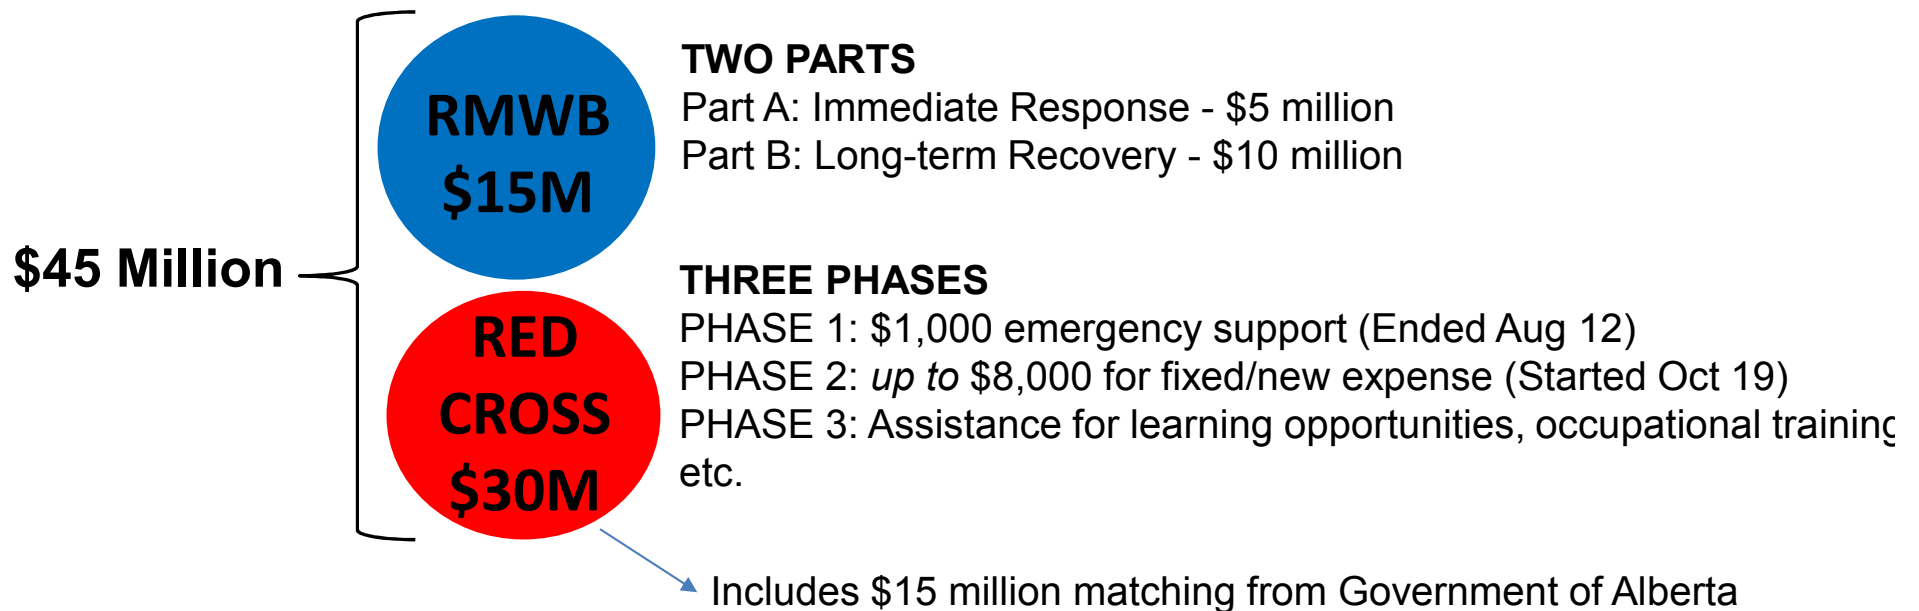 $45 Million
RMWB
$15M
TWO PARTS
Part A: Immediate Response - $5 million
Part B: Long-term Recovery - $10 million
RED
CROSS
$30M
THREE PHASES
PHASE 1: $1,000 emergency support (Ended Aug 12)
PHASE 2: up to $8,000 for fixed/new expense (Started Oct 19)
PHASE 3: Assistance for learning opportunities, occupational training
etc.
Includes $15 million matching from Government of Alberta